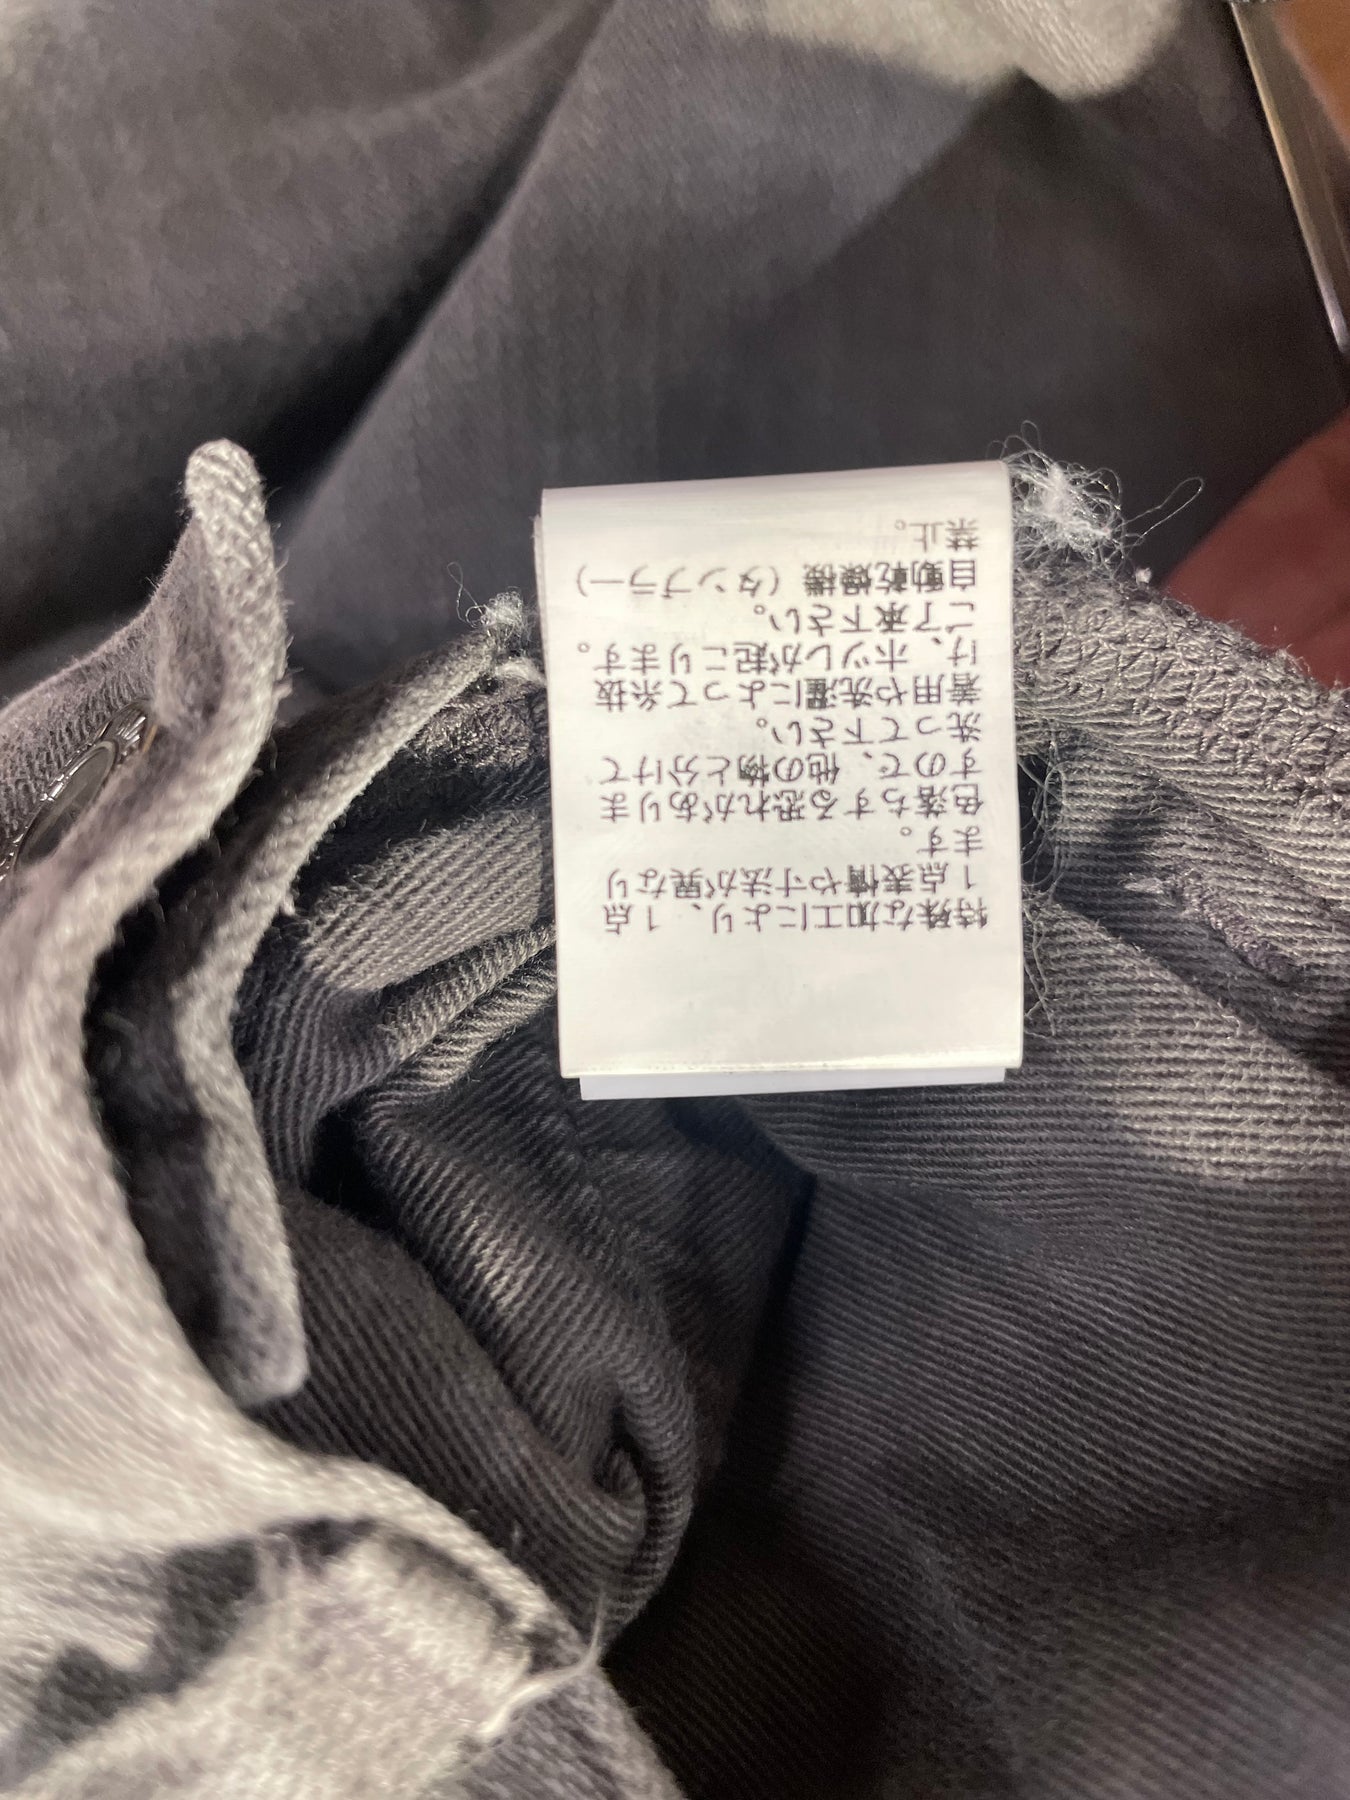 特殊な加工により、1点
1点表情や寸法が異なり
ます。
色落ちする恐れがあります
すので、他の物と分けて
洗って下さい。
着用や洗濯によって糸抜
け、ホツレが起こります。
ご了承下さい。
自動乾燥機（タンブラー）
禁止。